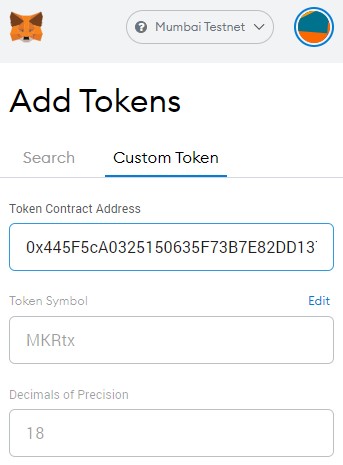 Mumbai Testnet
Add Tokens
Search Custom Token
Token Contract Address
0x445F5cA0325150635F73B7E82DD13
Token Symbol Edit
MKRtx
Decimals of Precision
18